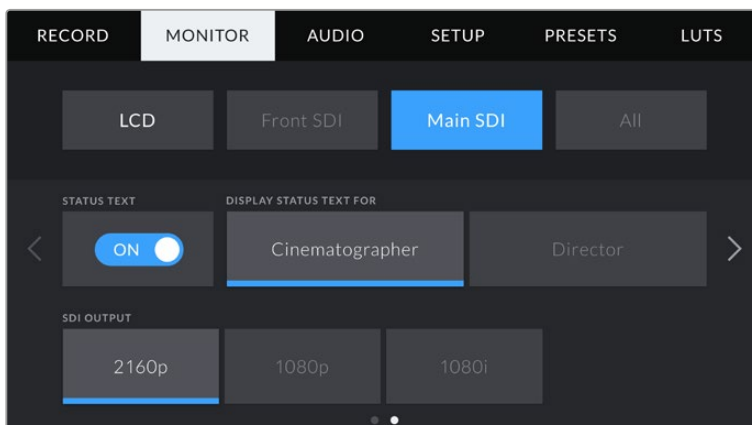 RECORD MONITOR AUDIO SETUP PRESETS LUTS
LCD Front SDI Main SDI All
STATUS TEXT DISPLAY STATUS TEXT FOR
ON Cinematographer Director
SDI OUTPUT
2160p 1080p 1080i